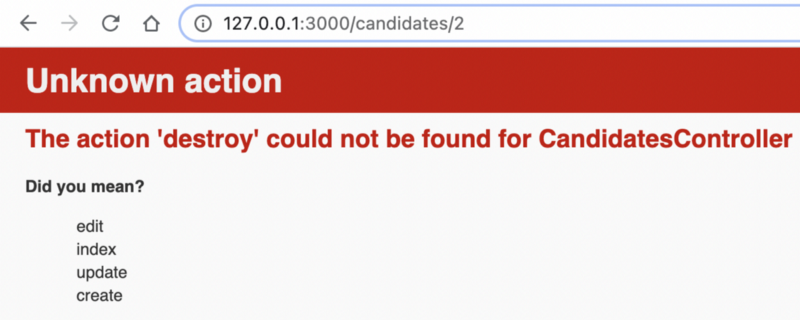 127.0.0.1:3000/candidates/2
Unknown action
The action 'destroy' could not be found for CandidatesController
Did you mean?
edit
index
update
create